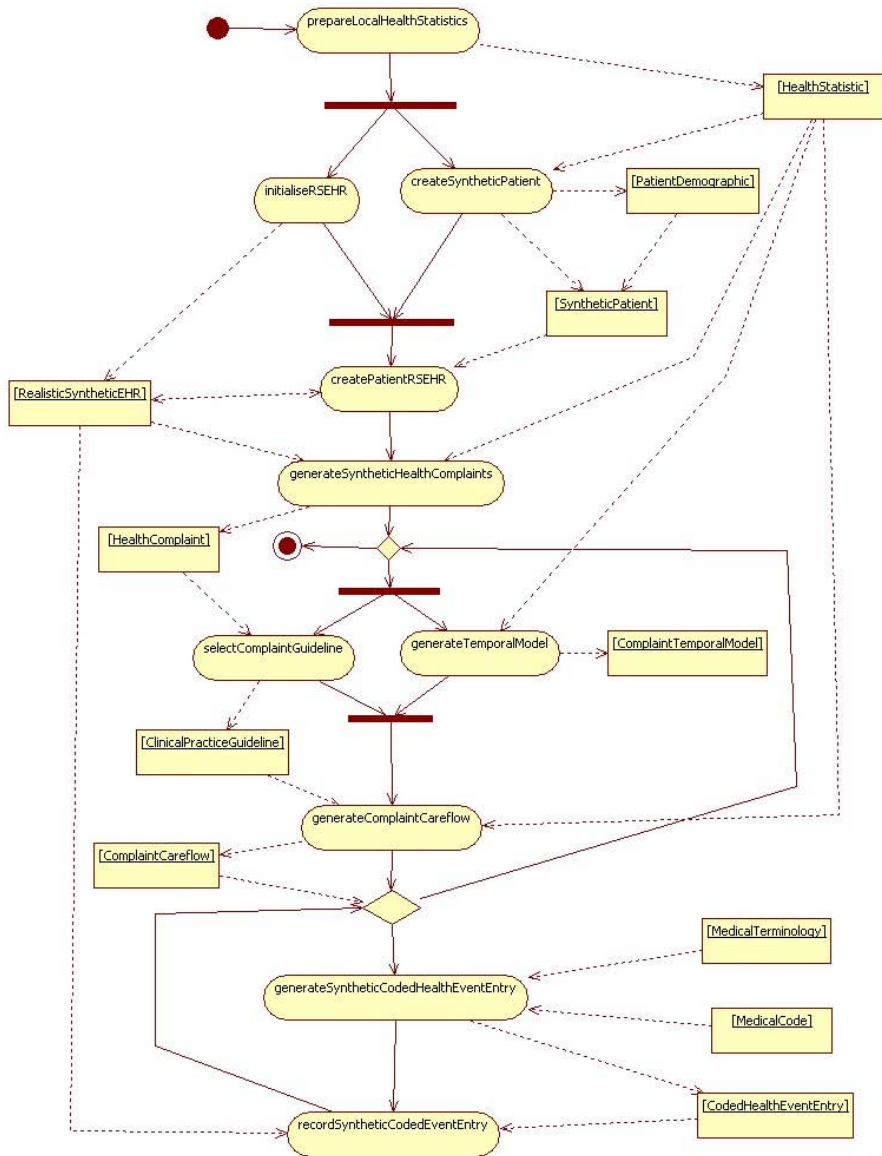 prepareLocalHealthStatistics
[HealthStatistic]
initialiseRSEHR
createSyntheticPatient
[PatientDemographic]
[SyntheticPatient]
createPatientRSEHR
[RealisticSyntheticEHR]
generateSyntheticHealthComplaints
[HealthComplaint]
selectComplaintGuideline
generateTemporalModel
[ComplaintTemporalModel]
[ClinicalPracticeGuideline]
generateComplaintCareflow
[ComplaintCareflow]
[MedicalTerminology]
generateSyntheticCodedHealthEventEntry
[MedicalCode]
[CodedHealthEventEntry]
recordSyntheticCodedEventEntry